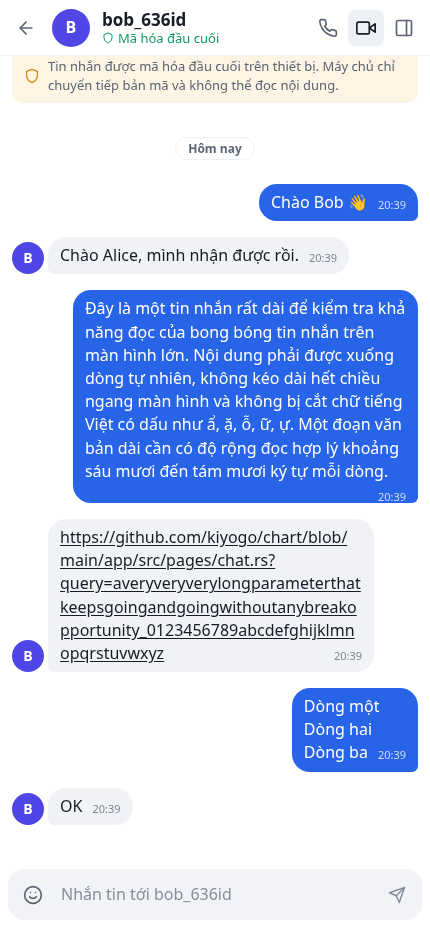 B
bob_636id
Mã hóa đầu cuối
Tin nhắn được mã hóa đầu cuối trên thiết bị. Máy chủ chỉ
chuyển tiếp bản mã và không thể đọc nội dung.
Hôm nay
Chào Bob 👋 20:39
B
Chào Alice, mình nhận được rồi. 20:39
Đây là một tin nhắn rất dài để kiểm tra khả
năng đọc của bong bóng tin nhắn trên
màn hình lớn. Nội dung phải được xuống
dòng tự nhiên, không kéo dài hết chiều
ngang màn hình và không bị cắt chữ tiếng
Việt có dấu như ẩ, ặ, ỗ, ữ, ự. Một đoạn văn
bản dài cần có độ rộng đọc hợp lý khoảng
sáu mươi đến tám mươi ký tự mỗi dòng.
20:39
https://github.com/kiyogo/chart/blob/
main/app/src/pages/chat.rs?
query=averyveryverylongparameterthat
keepsgoingandgoingwithoutanybreako
pportunity_0123456789abcdefghijklmn
opqrstuvwxyz 20:39
B
Dòng một
Dòng hai
Dòng ba 20:39
B
OK 20:39
Nhắn tin tới bob_636id